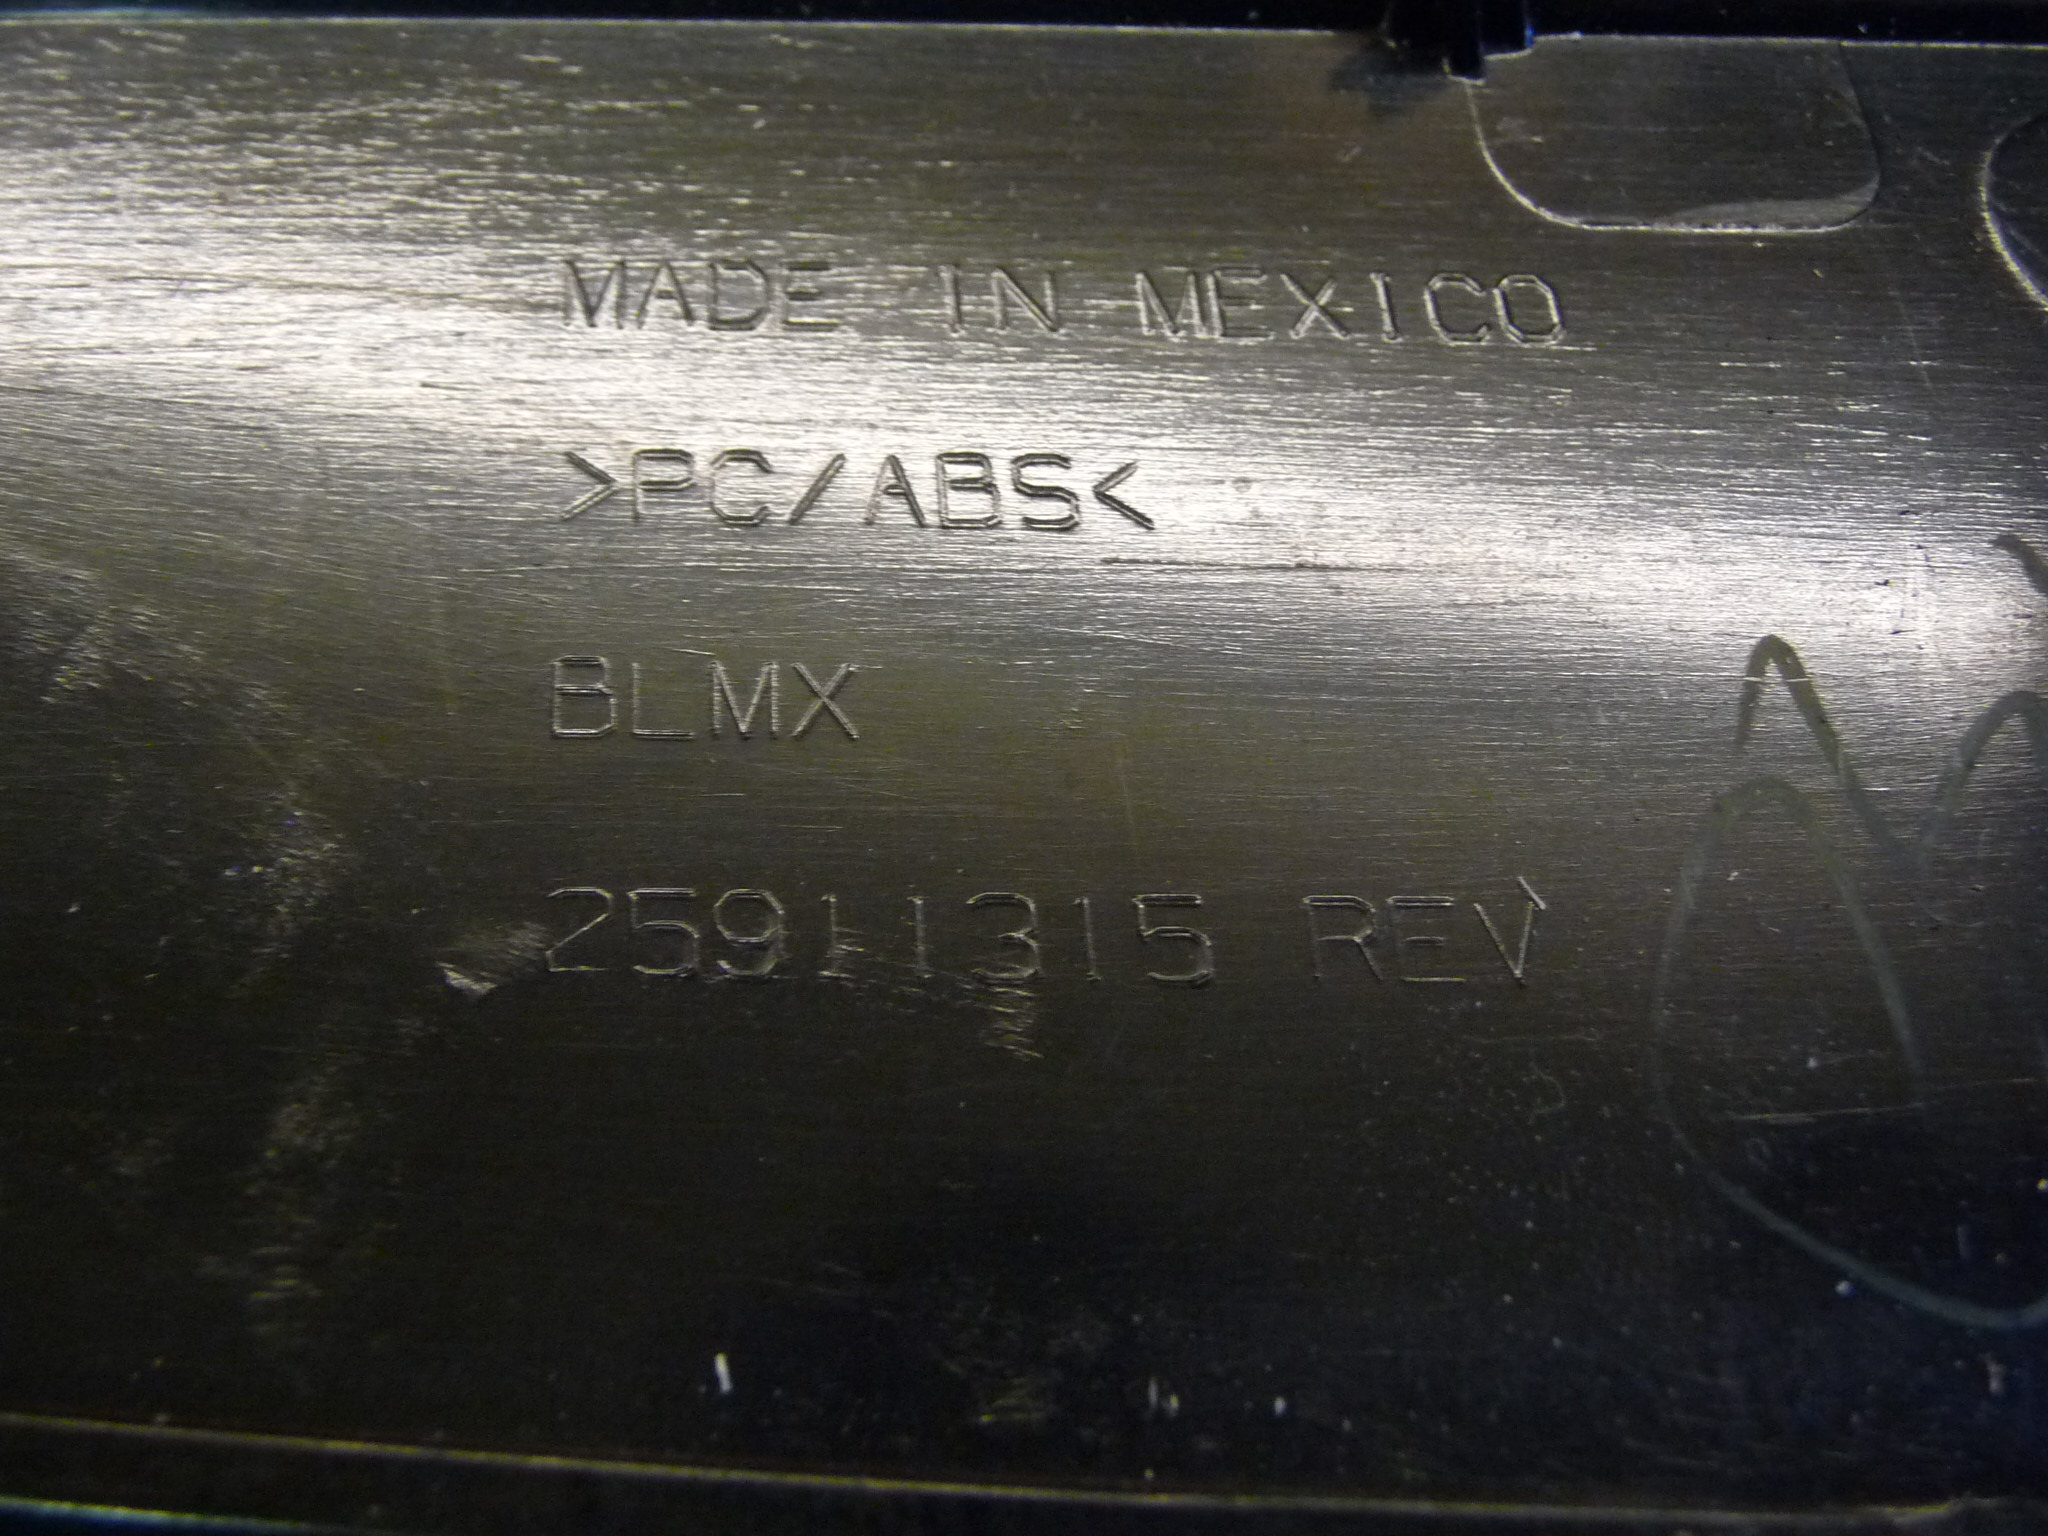 MADE IN MEXICO
>PC/ABS<
BLMX
25911315 REV